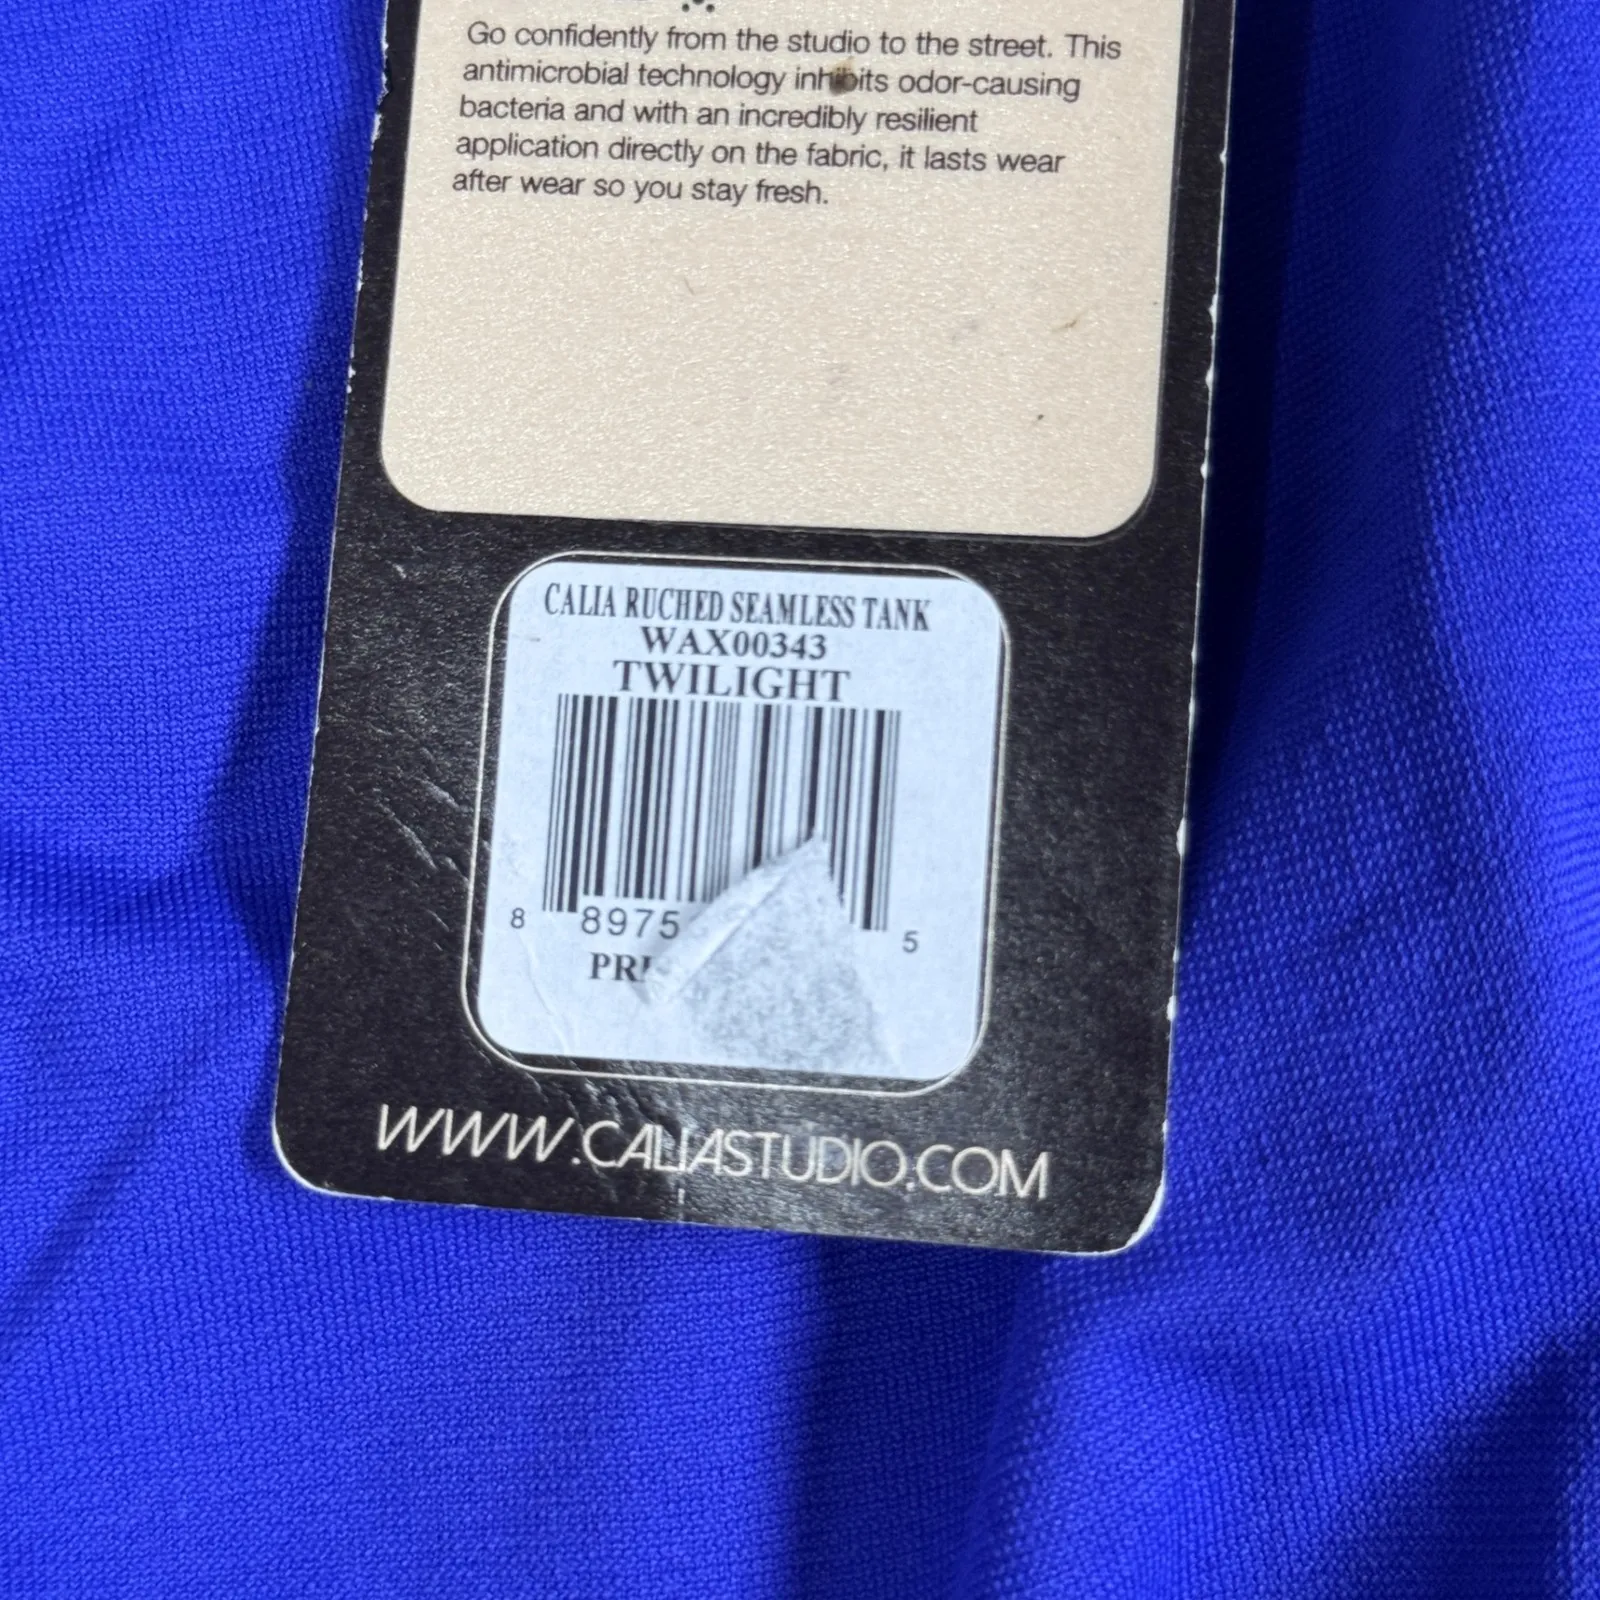 Go confidently from the studio to the street. This
antimicrobial technology inhibits odor-causing
bacteria and with an incredibly resilient
application directly on the fabric, it lasts wear
after wear so you stay fresh.
CALIA RUCHED SEAMLESS TANK
WAX00343
TWILIGHT
8 8975 5
WWW.CALIASTUDIO.COM